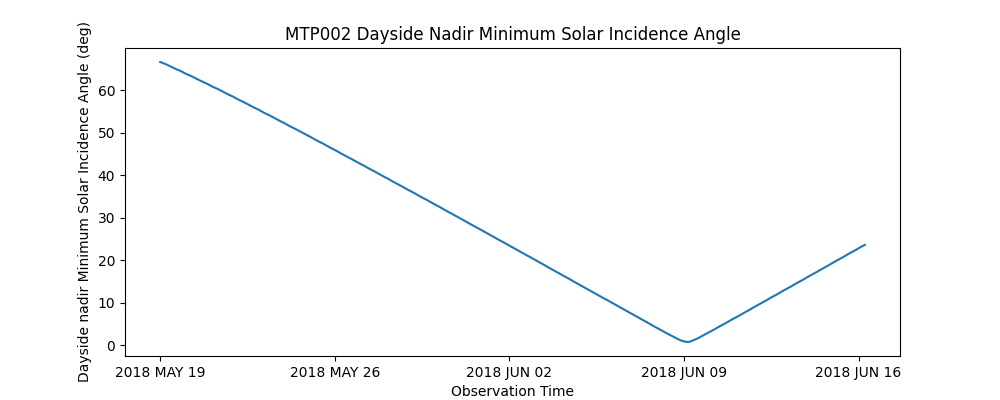 MTP002 Dayside Nadir Minimum Solar Incidence Angle
Dayside nadir Minimum Solar Incidence Angle (deg)
60
50
40
30
20
10
0
2018 MAY 19
2018 MAY 26
2018 JUN 02
2018 JUN 09
2018 JUN 16
Observation Time